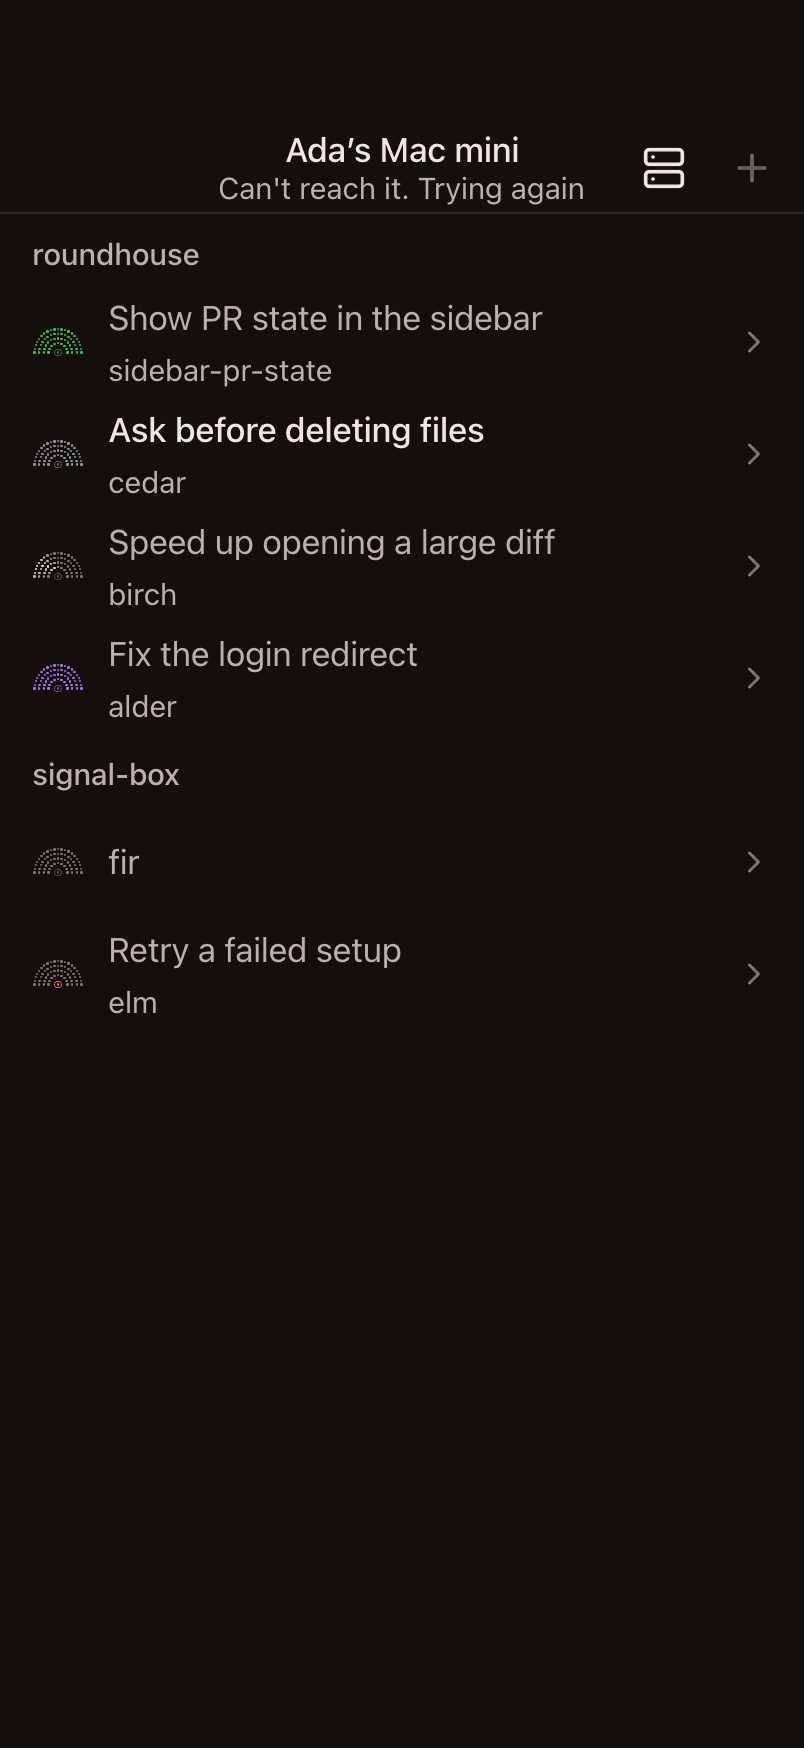 Ada’s Mac mini
Can't reach it. Trying again
roundhouse
Show PR state in the sidebar
sidebar-pr-state
Ask before deleting files
cedar
Speed up opening a large diff
birch
Fix the login redirect
alder
signal-box
fir
Retry a failed setup
elm